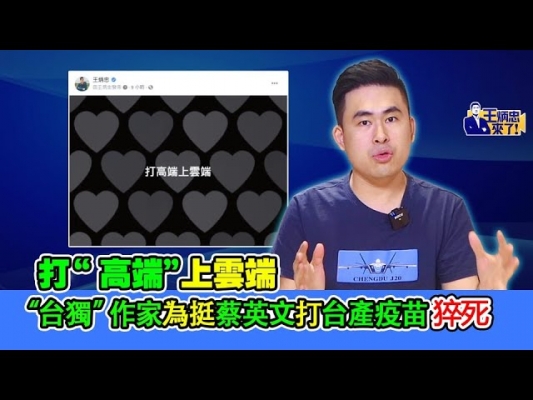 王炳忠
打高端上雲端
王炳忠
來了!
CHENGDU J20
打“高端”上雲端
“台獨”作家為挺蔡英文打台產疫苗 猝死